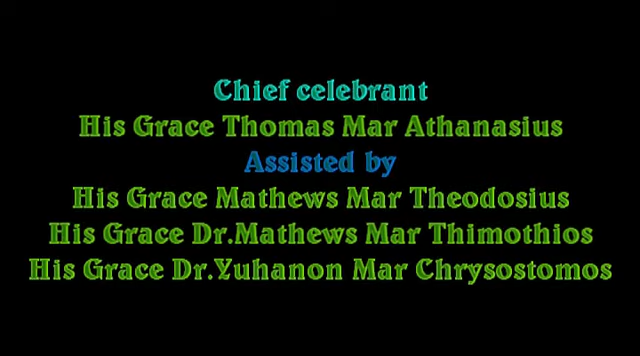 Chief celebrant
His Grace Thomas Mar Athanasius
Assisted by
His Grace Mathews Mar Theodosius
His Grace Dr.Mathews Mar Thimothios
His Grace Dr.Yuhanon Mar Chrysostomos